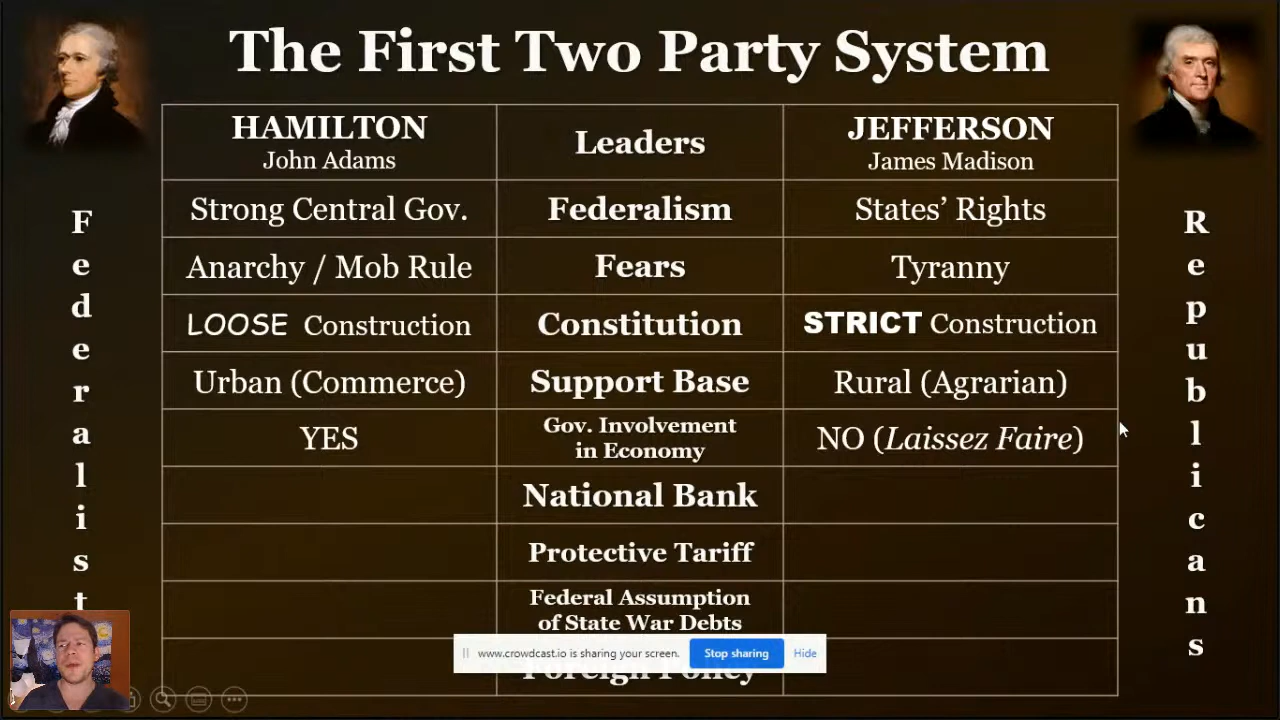 The First Two Party System
HAMILTON
John Adams
Leaders
JEFFERSON
James Madison
Strong Central Gov.
Federalism
States’ Rights
Anarchy / Mob Rule
Fears
Tyranny
LOOSE Construction
Constitution
STRICT Construction
Urban (Commerce)
Support Base
Rural (Agrarian)
YES
Gov. Involvement
in Economy
NO (Laissez Faire)
National Bank
Protective Tariff
Federal Assumption
of State War Debts
Foreign Policy
Federalist
Republicans
www.crowdcast.io is sharing your screen.
Stop sharing
Hide